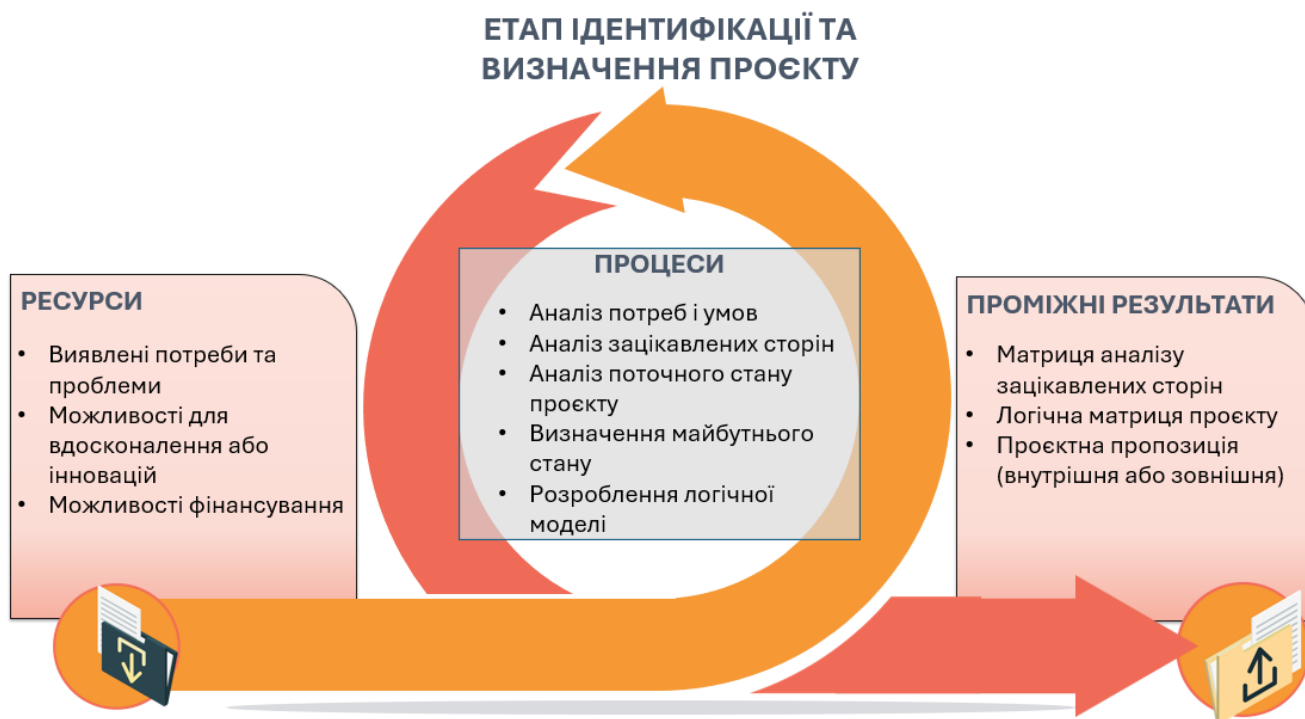 ЕТАП ІДЕНТИФІКАЦІЇ ТА
ВИЗНАЧЕННЯ ПРОЄКТУ
РЕСУРСИ
• Виявлені потреби та
проблеми
• Можливості для
вдосконалення або
інновацій
• Можливості фінансування
ПРОЦЕСИ
• Аналіз потреб і умов
• Аналіз зацікавлених сторін
• Аналіз поточного стану
проєкту
• Визначення майбутнього
стану
• Розроблення логічної
моделі
ПРОМІЖНІ РЕЗУЛЬТАТИ
• Матриця аналізу
зацікавлених сторін
• Логічна матриця проєкту
• Проєктна пропозиція
(внутрішня або зовнішня)